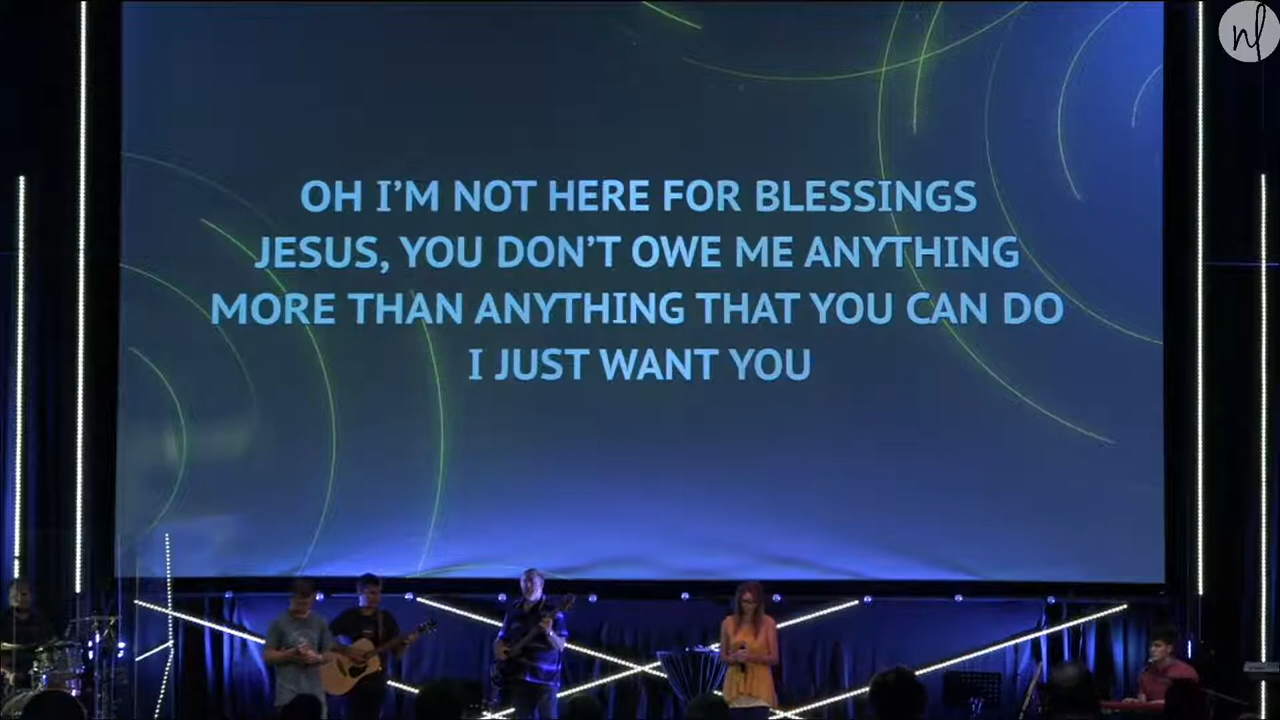 OH I'M NOT HERE FOR BLESSINGS
JESUS, YOU DON'T OWE ME ANYTHING
MORE THAN ANYTHING THAT YOU CAN DO
I JUST WANT YOU
nl